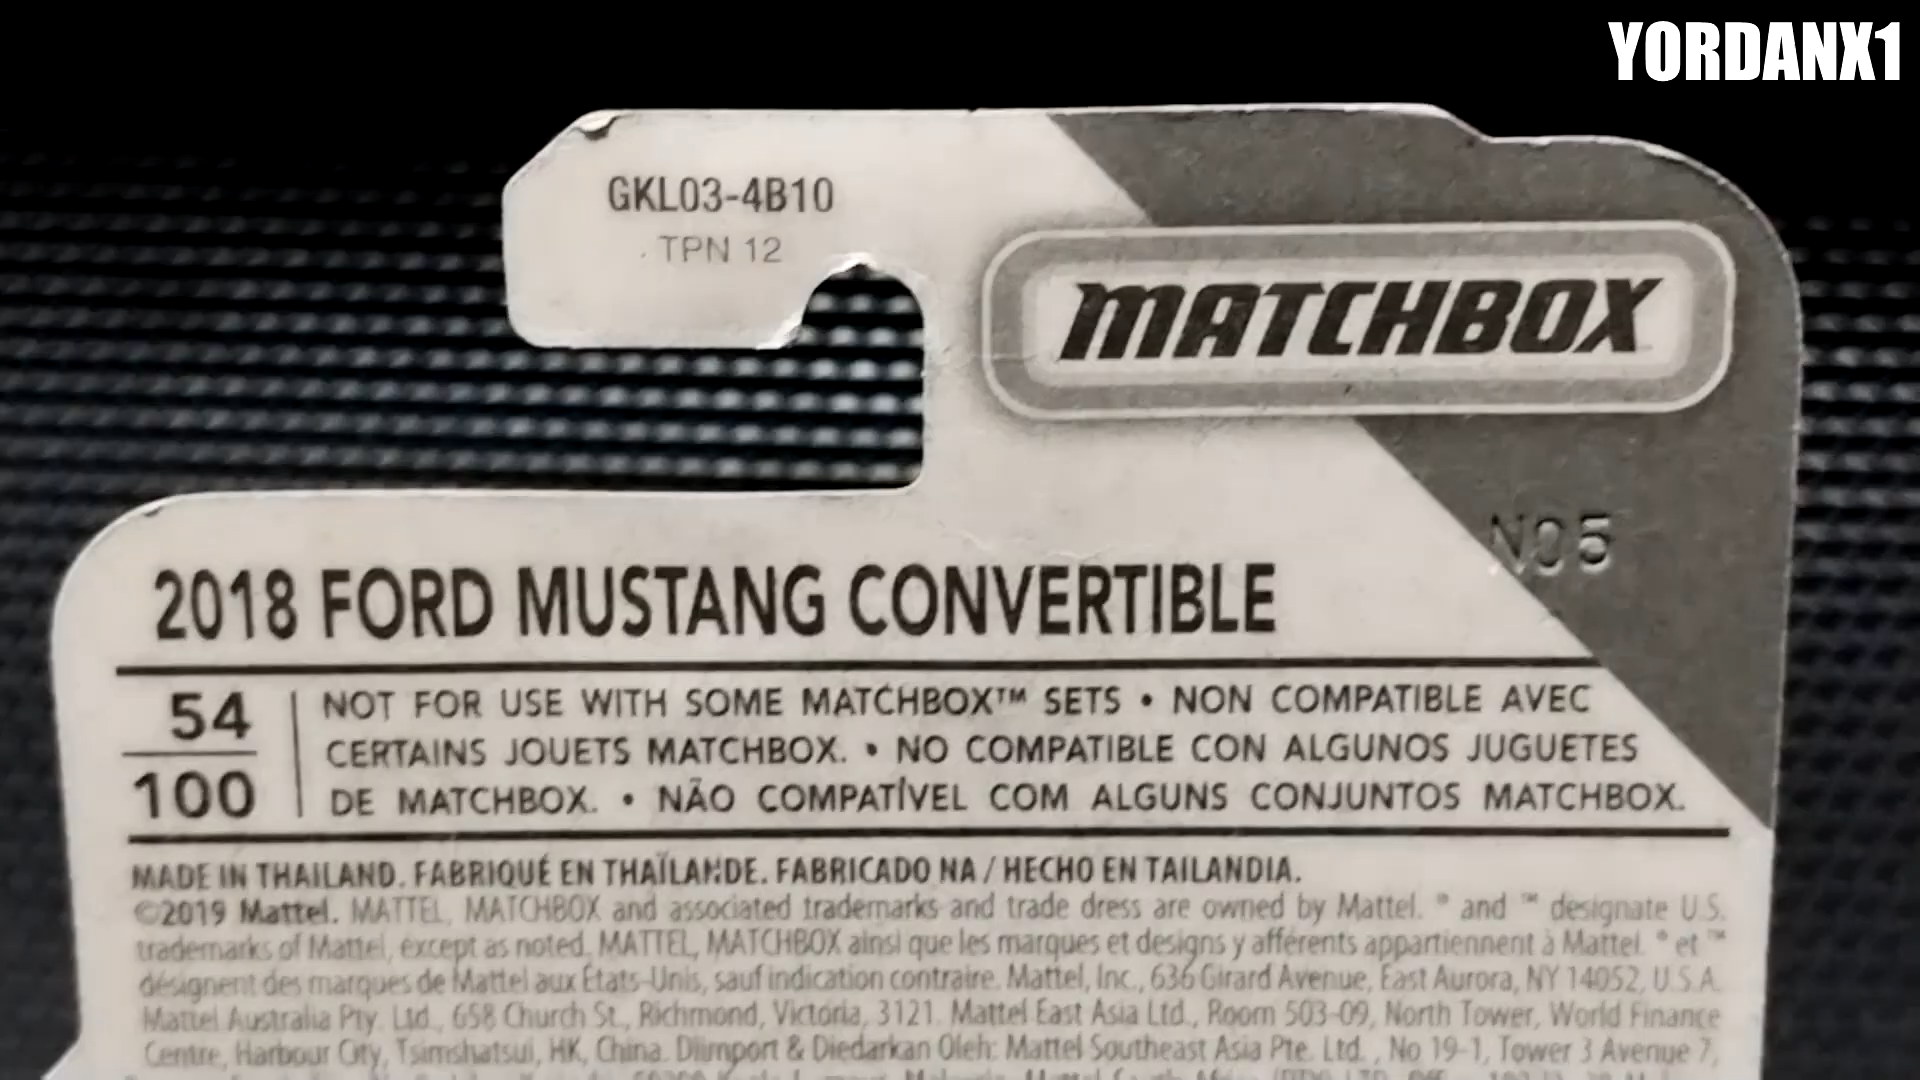 YORDANX1
GKL03-4B10
TPN 12
MATCHBOX
N05
2018 FORD MUSTANG CONVERTIBLE
54
100
NOT FOR USE WITH SOME MATCHBOX™ SETS • NON COMPATIBLE AVEC
CERTAINS JOUETS MATCHBOX. • NO COMPATIBLE CON ALGUNOS JUGUETES
DE MATCHBOX. • NÃO COMPATÍVEL COM ALGUNS CONJUNTOS MATCHBOX.
MADE IN THAILAND. FABRIQUÉ EN THAÏLANDE. FABRICADO NA / HECHO EN TAILANDIA.
©2019 Mattel. MATTEL, MATCHBOX and associated trademarks and trade dress are owned by Mattel. ® and ™ designate U.S.
trademarks of Mattel, except as noted. MATTEL, MATCHBOX ainsi que les marques et designs y afférents appartiennent à Mattel. ® et ™
désignent des marques de Mattel aux États-Unis, sauf indication contraire. Mattel, Inc., 636 Girard Avenue, East Aurora, NY 14052, U.S.A.
Mattel Australia Pty. Ltd., 658 Church St., Richmond, Victoria, 3121. Mattel East Asia Ltd., Room 503-09, North Tower, World Finance
Centre, Harbour City, Tsimshatsui, HK, China. Diimport & Diedarkan Oleh: Mattel Southeast Asia Pte. Ltd., No 19-1, Tower 3 Avenue 7,